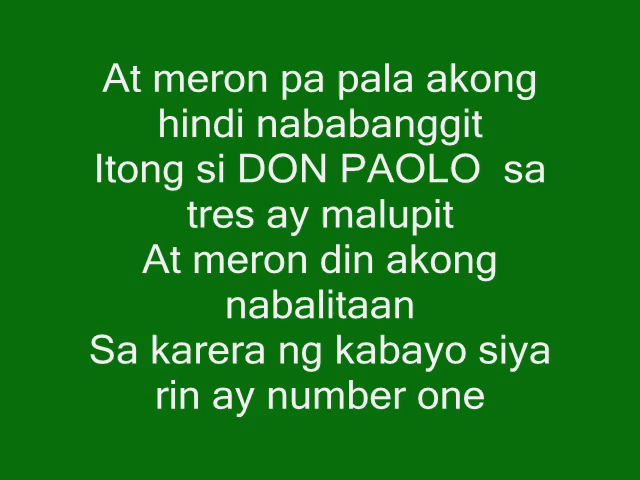 At meron pa pala akong
hindi nababanggit
Itong si DON PAOLO  sa
tres ay malupit
At meron din akong
nabalitaan
Sa karera ng kabayo siya
rin ay number one